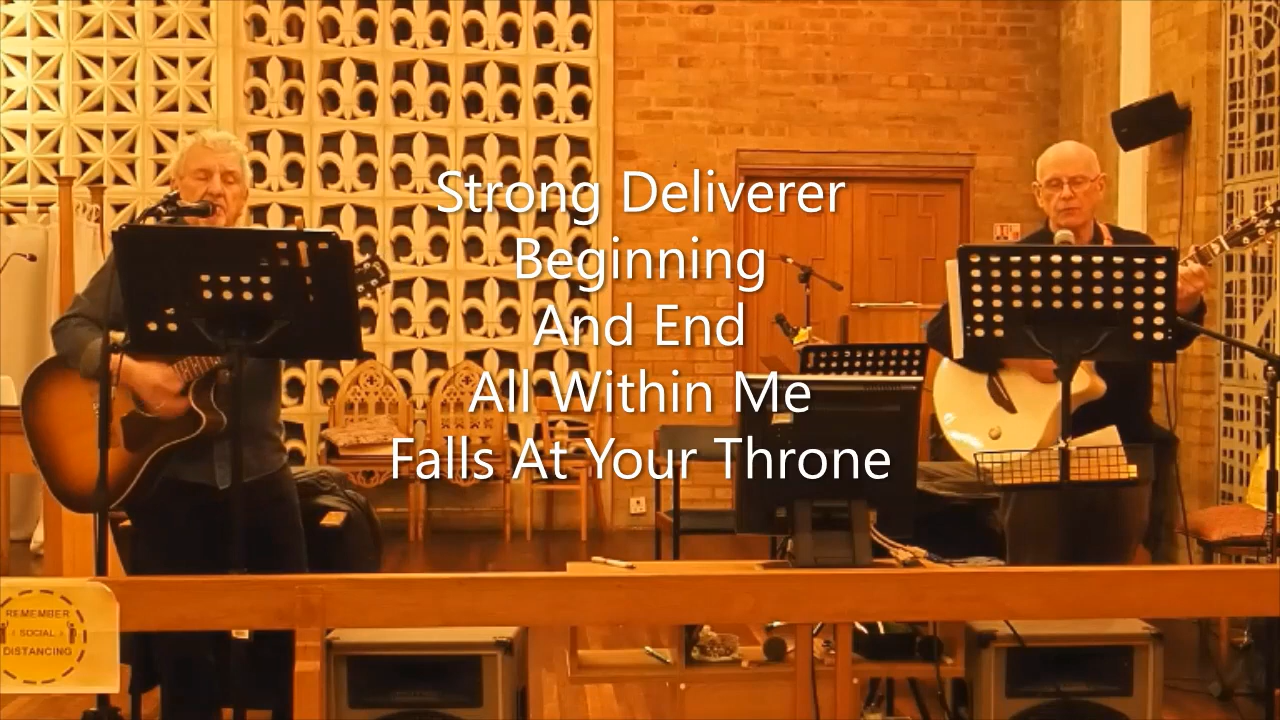 Strong Deliverer
Beginning
And End
All Within Me
Falls At Your Throne
REMEMBER
SOCIAL
DISTANCING